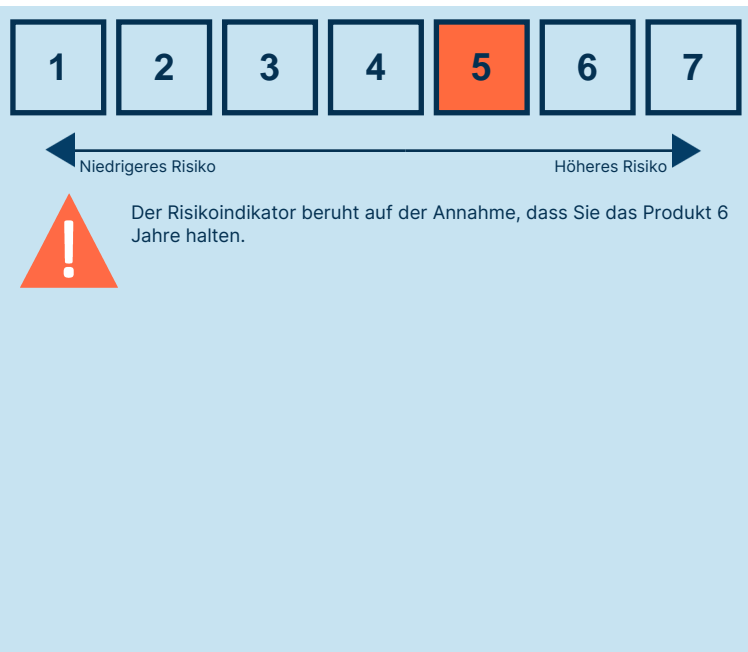 1 2 3 4 5 6 7
Niedrigeres Risiko Höheres Risiko
Der Risikoindikator beruht auf der Annahme, dass Sie das Produkt 6
Jahre halten.
!